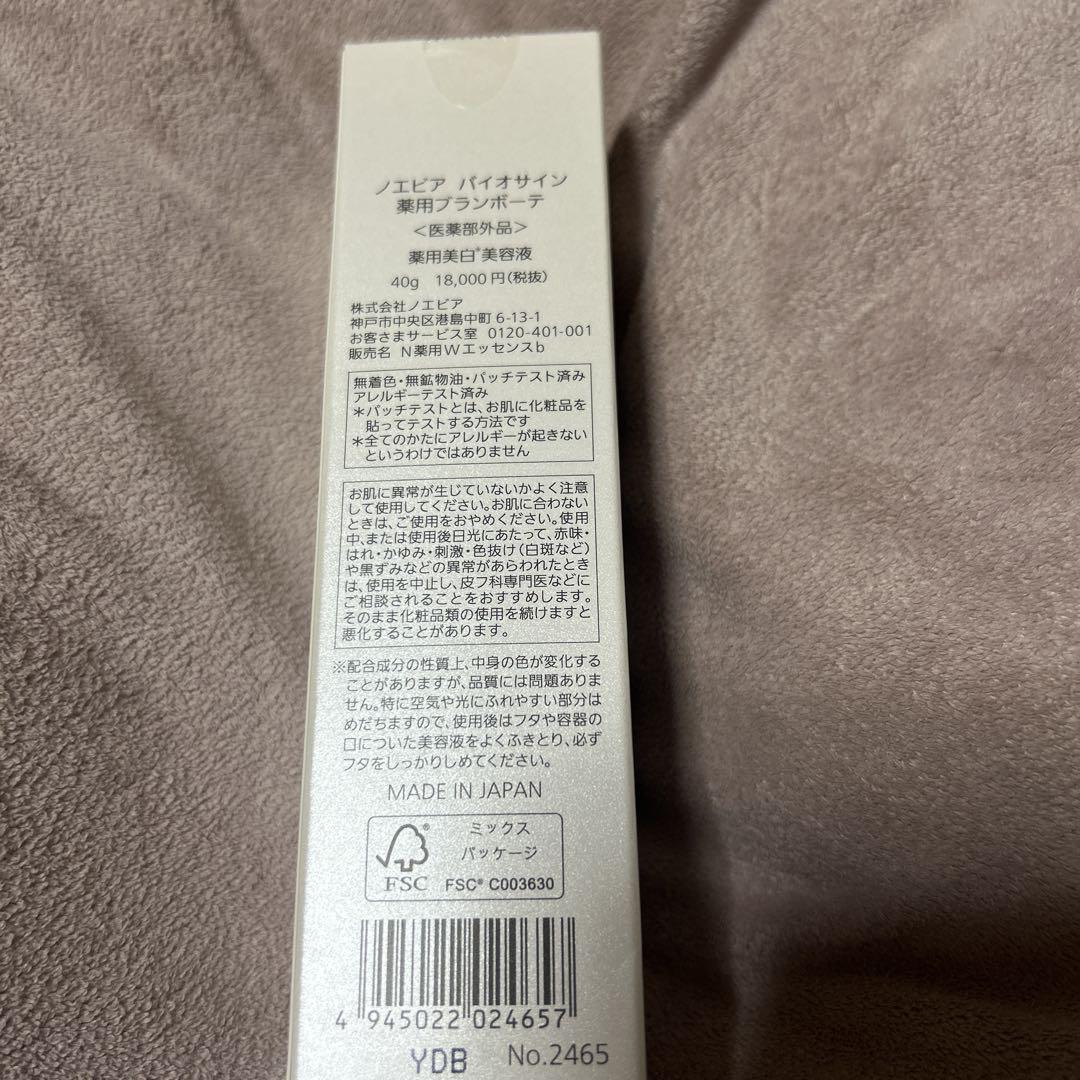 ノエビア バイオサイン
薬用ブランボーテ
＜医薬部外品＞
薬用美白*美容液
40g 18,000円(税抜)
株式会社ノエビア
神戸市中央区港島中町6-13-1
お客さまサービス室 0120-401-001
販売名 N薬用Wエッセンスb
無着色・無鉱物油・パッチテスト済み
アレルギーテスト済み
＊パッチテストとは、お肌に化粧品を
貼ってテストする方法です
＊全てのかたにアレルギーが起きない
というわけではありません
お肌に異常が生じていないかよく注意
して使用してください。お肌に合わない
ときは、ご使用をおやめください。使用
中、または使用後日光にあたって、赤味・
はれ・かゆみ・刺激・色抜け(白斑など)
や黒ずみなどの異常があらわれたとき
は、使用を中止し、皮フ科専門医などに
ご相談されることをおすすめします。
そのまま化粧品類の使用を続けますと
悪化することがあります。
※配合成分の性質上、中身の色が変化する
ことがありますが、品質には問題ありま
せん。特に空気や光にふれやすい部分は
めだちますので、使用後はフタや容器の
口についた美容液をよくふきとり、必ず
フタをしっかりしめてください。
MADE IN JAPAN
ミックス
パッケージ
FSC® C003630
FSC
4 945022 024657
YDB No.2465